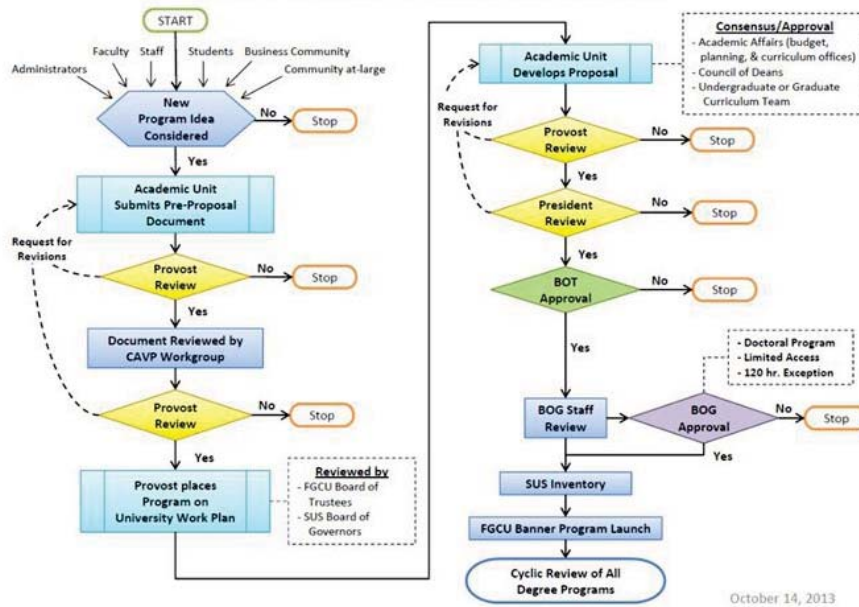 START
Faculty
Staff
Students
Business Community
Administrators
Community at-large
New
Program Idea
Considered
No
Stop
Yes
Academic Unit
Submits Pre-Proposal
Document
Request for
Revisions
Provost
Review
No
Stop
Yes
Document Reviewed by
CAVP Workgroup
Provost
Review
No
Stop
Yes
Provost places
Program on
University Work Plan
Reviewed by
- FGCU Board of
Trustees
- SUS Board of
Governors
Academic Unit
Develops Proposal
Consensus/Approval
- Academic Affairs (budget,
planning, & curriculum offices)
- Council of Deans
- Undergraduate or Graduate
Curriculum Team
Request for
Revisions
Provost
Review
No
Stop
Yes
President
Review
No
Stop
Yes
BOT
Approval
No
Stop
Yes
- Doctoral Program
- Limited Access
- 120 hr. Exception
BOG Staff
Review
BOG
Approval
No
Stop
Yes
SUS Inventory
FGCU Banner Program Launch
Cyclic Review of All
Degree Programs
October 14, 2013